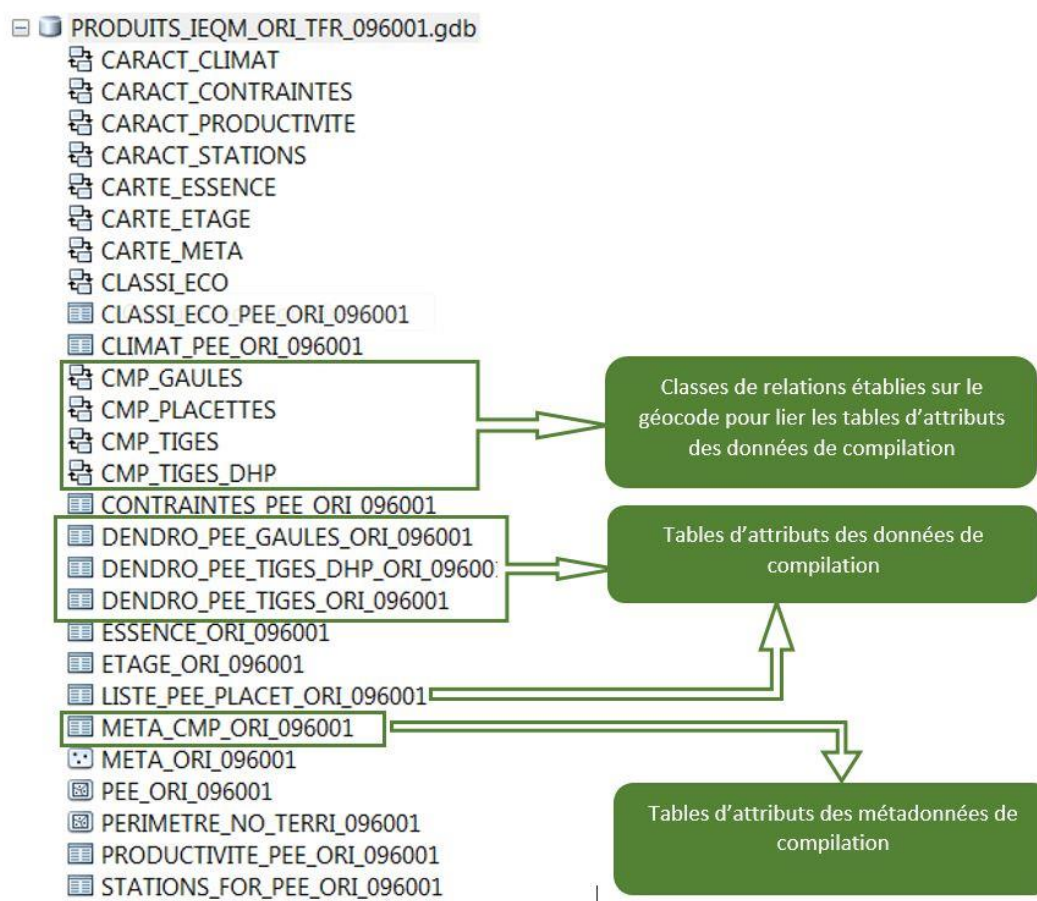 PRODUITS_IEQM_ORI_TFR_096001.gdb
CARACT_CLIMAT
CARACT_CONTRAINTES
CARACT_PRODUCTIVITE
CARACT_STATIONS
CARTE_ESSENCE
CARTE_ETAGE
CARTE_META
CLASSI_ECO
CLASSI_ECO_PEE_ORI_096001
CLIMAT_PEE_ORI_096001
CMP_GAULES
CMP_PLACETTES
CMP_TIGES
CMP_TIGES_DHP
CONTRAINTES_PEE_ORI_096001
DENDRO_PEE_GAULES_ORI_096001
DENDRO_PEE_TIGES_DHP_ORI_09600
DENDRO_PEE_TIGES_ORI_096001
ESSENCE_ORI_096001
ETAGE_ORI_096001
LISTE_PEE_PLACET_ORI_096001
META_CMP_ORI_096001
META_ORI_096001
PEE_ORI_096001
PERIMETRE_NO_TERRI_096001
PRODUCTIVITE_PEE_ORI_096001
STATIONS_FOR_PEE_ORI_096001
Classes de relations établies sur le
géocode pour lier les tables d'attributs
des données de compilation
Tables d'attributs des données de
compilation
Tables d'attributs des métadonnées de
compilation